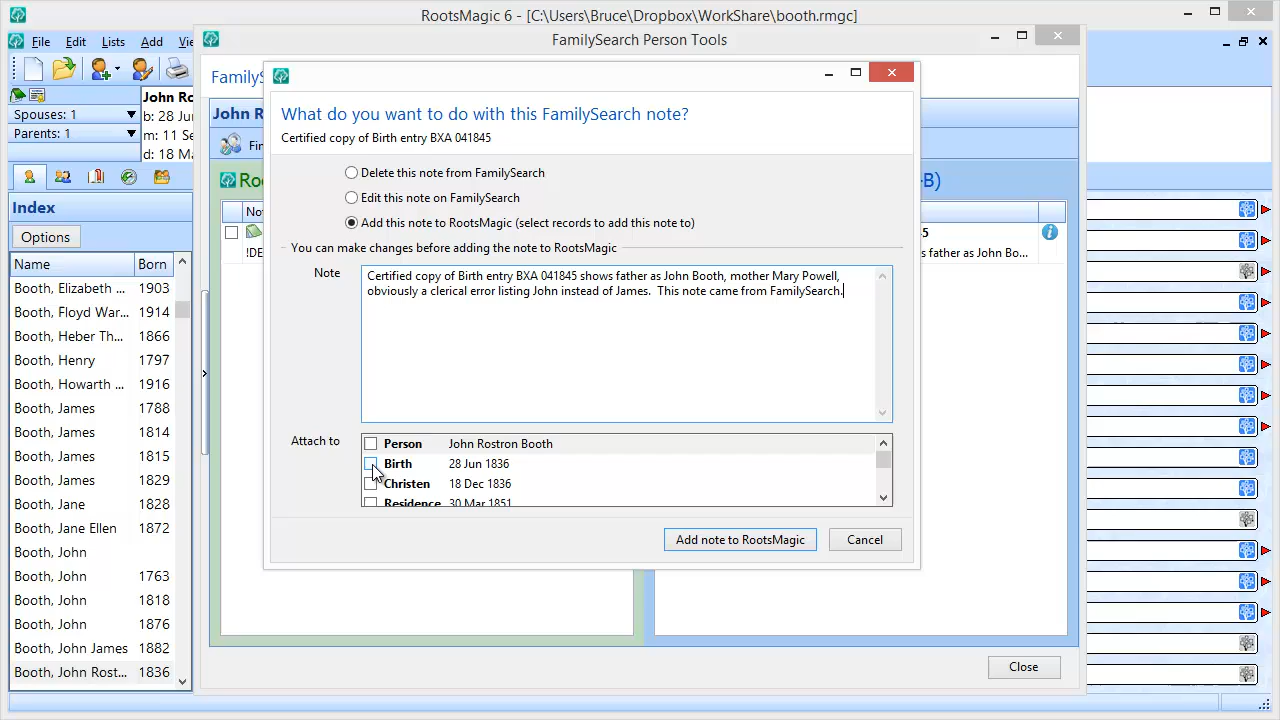 RootsMagic 6 - [C:\Users\Bruce\Dropbox\WorkShare\booth.rmgc]
File Edit Lists Add
FamilySearch Person Tools
John
Spouses: 1
b: 28 Jun
Parents: 1
m: 11
d: 18
Index
Options
Name Born
Booth, Elizabeth ... 1903
Booth, Floyd War... 1914
Booth, Heber Th... 1866
Booth, Henry 1797
Booth, Howarth ... 1916
Booth, James 1788
Booth, James 1814
Booth, James 1815
Booth, James 1829
Booth, Jane 1828
Booth, Jane Ellen 1872
Booth, John
Booth, John 1763
Booth, John 1818
Booth, John 1876
Booth, John James 1882
Booth, John Rost... 1836
John R
What do you want to do with this FamilySearch note?
Certified copy of Birth entry BXA 041845
Delete this note from FamilySearch
Edit this note on FamilySearch
Add this note to RootsMagic (select records to add this note to)
You can make changes before adding the note to RootsMagic
Note
Certified copy of Birth entry BXA 041845 shows father as John Booth, mother Mary Powell,
obviously a clerical error listing John instead of James. This note came from FamilySearch.
Attach to
Person John Rostron Booth
Birth 28 Jun 1836
Christen 18 Dec 1836
Residence 30 Mar 1851
Add note to RootsMagic Cancel
-B)
s father as John Bo...
Close